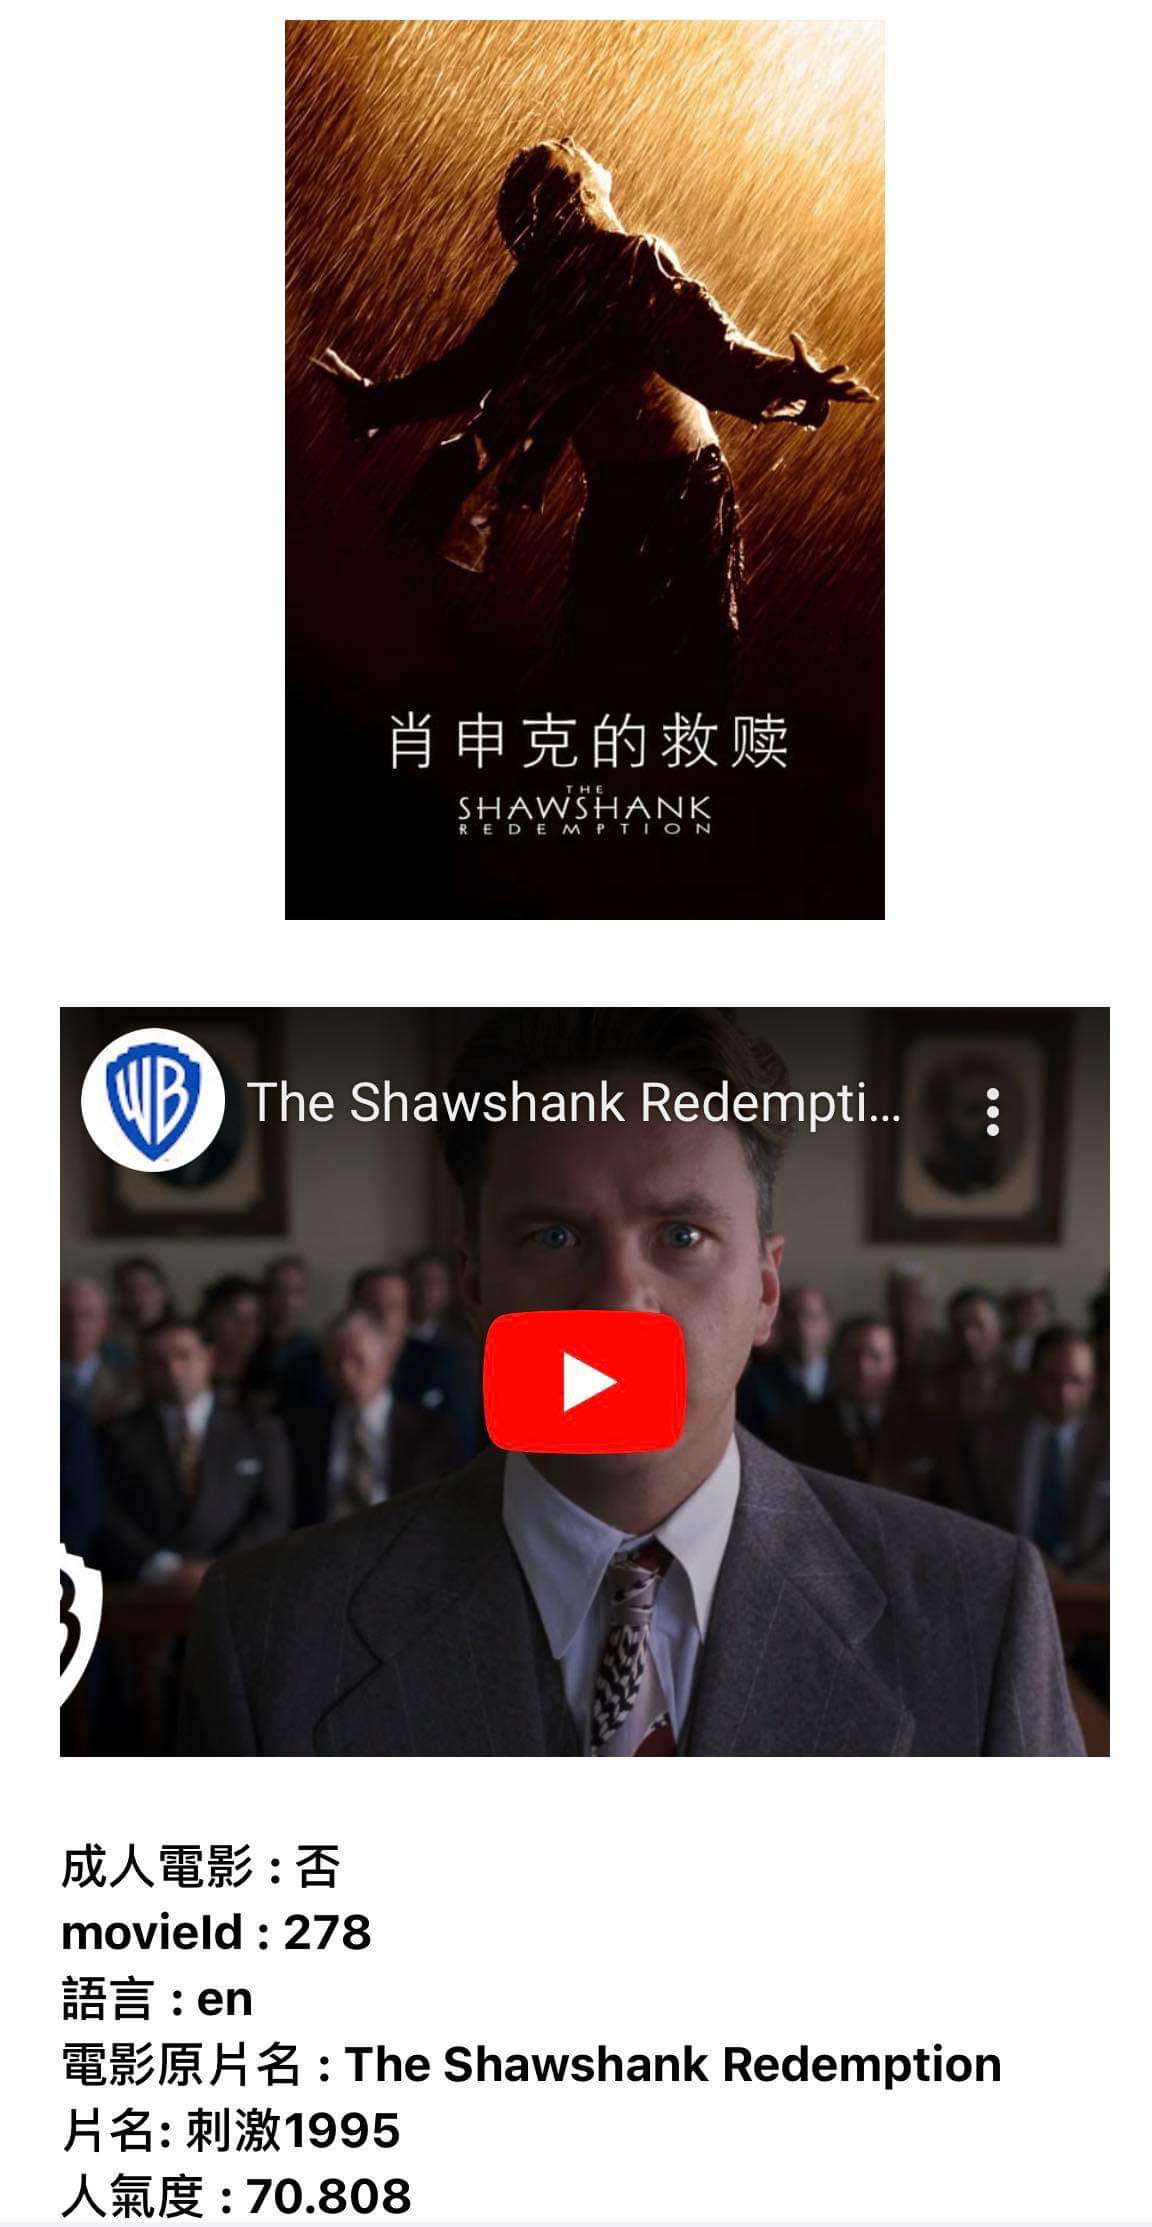 肖申克的救赎
THE
SHAWSHANK
REDEMPTION
WB
The Shawshank Redempti...
成人電影 : 否
movieId : 278
語言 : en
電影原片名 : The Shawshank Redemption
片名: 刺激1995
人氣度 : 70.808